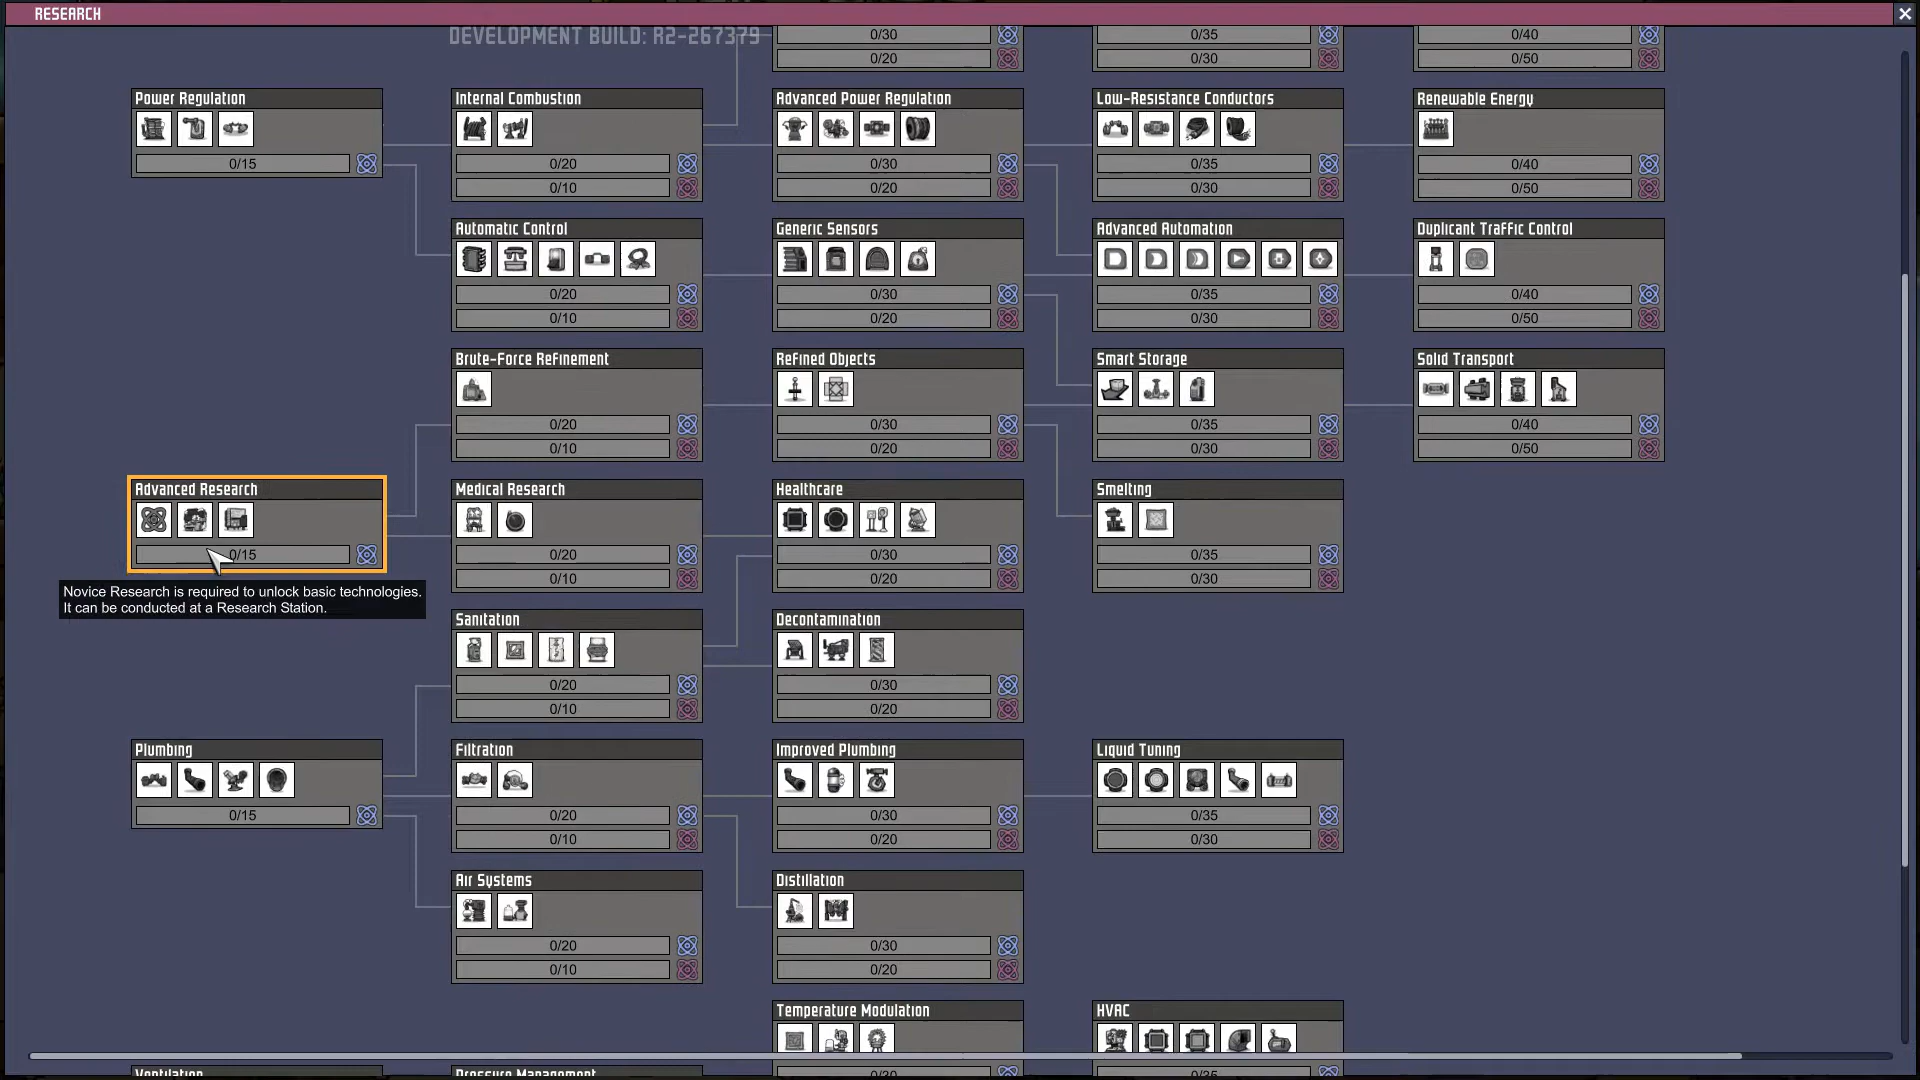 RESEARCH
DEVELOPMENT BUILD: R2-267379
0/30
0/20
0/35
0/30
0/40
0/50
Power Regulation
0/15
Internal Combustion
0/20
0/10
Advanced Power Regulation
0/30
0/20
Low-Resistance Conductors
0/35
0/30
Renewable Energy
0/40
0/50
Automatic Control
0/20
0/10
Generic Sensors
0/30
0/20
Advanced Automation
0/35
0/30
Duplicant Traffic Control
0/40
0/50
Brute-Force Refinement
0/20
0/10
Refined Objects
0/30
0/20
Smart Storage
0/35
0/30
Solid Transport
0/40
0/50
Advanced Research
0/15
Novice Research is required to unlock basic technologies.
It can be conducted at a Research Station.
Medical Research
0/20
0/10
Healthcare
0/30
0/20
Smelting
0/35
0/30
Sanitation
0/20
0/10
Decontamination
0/30
0/20
Plumbing
0/15
Filtration
0/20
0/10
Improved Plumbing
0/30
0/20
Liquid Tuning
0/35
0/30
Air Systems
0/20
0/10
Distillation
0/30
0/20
Temperature Modulation
0/30
HVAC
0/35
Ventilation
Pressure Management